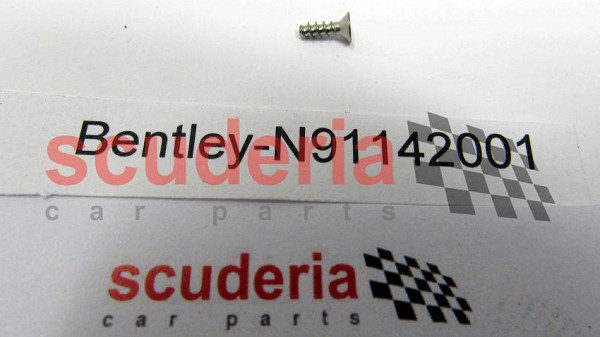 Bentley-N91142001
scuderia
car parts
scuderia
car parts